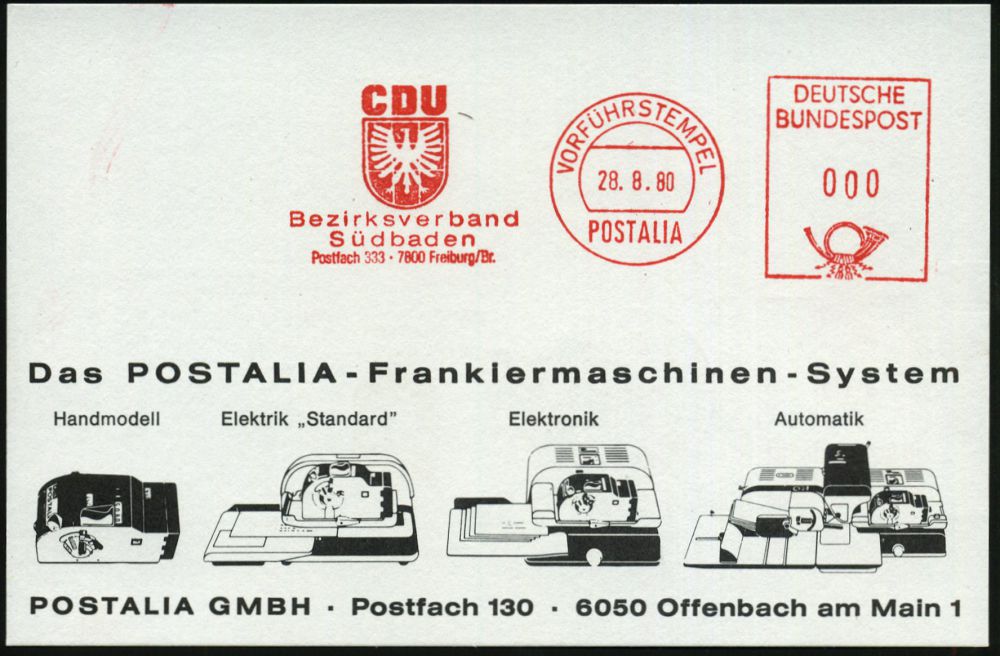 CDU
Bezirksverband
Südbaden
Postfach 333 · 7800 Freiburg/Br.
VORFÜHRSTEMPEL
28. 8. 80
POSTALIA
DEUTSCHE
BUNDESPOST
000
Das POSTALIA-Frankiermaschinen-System
Handmodell
Elektrik „Standard”
Elektronik
Automatik
POSTALIA GMBH · Postfach 130 · 6050 Offenbach am Main 1